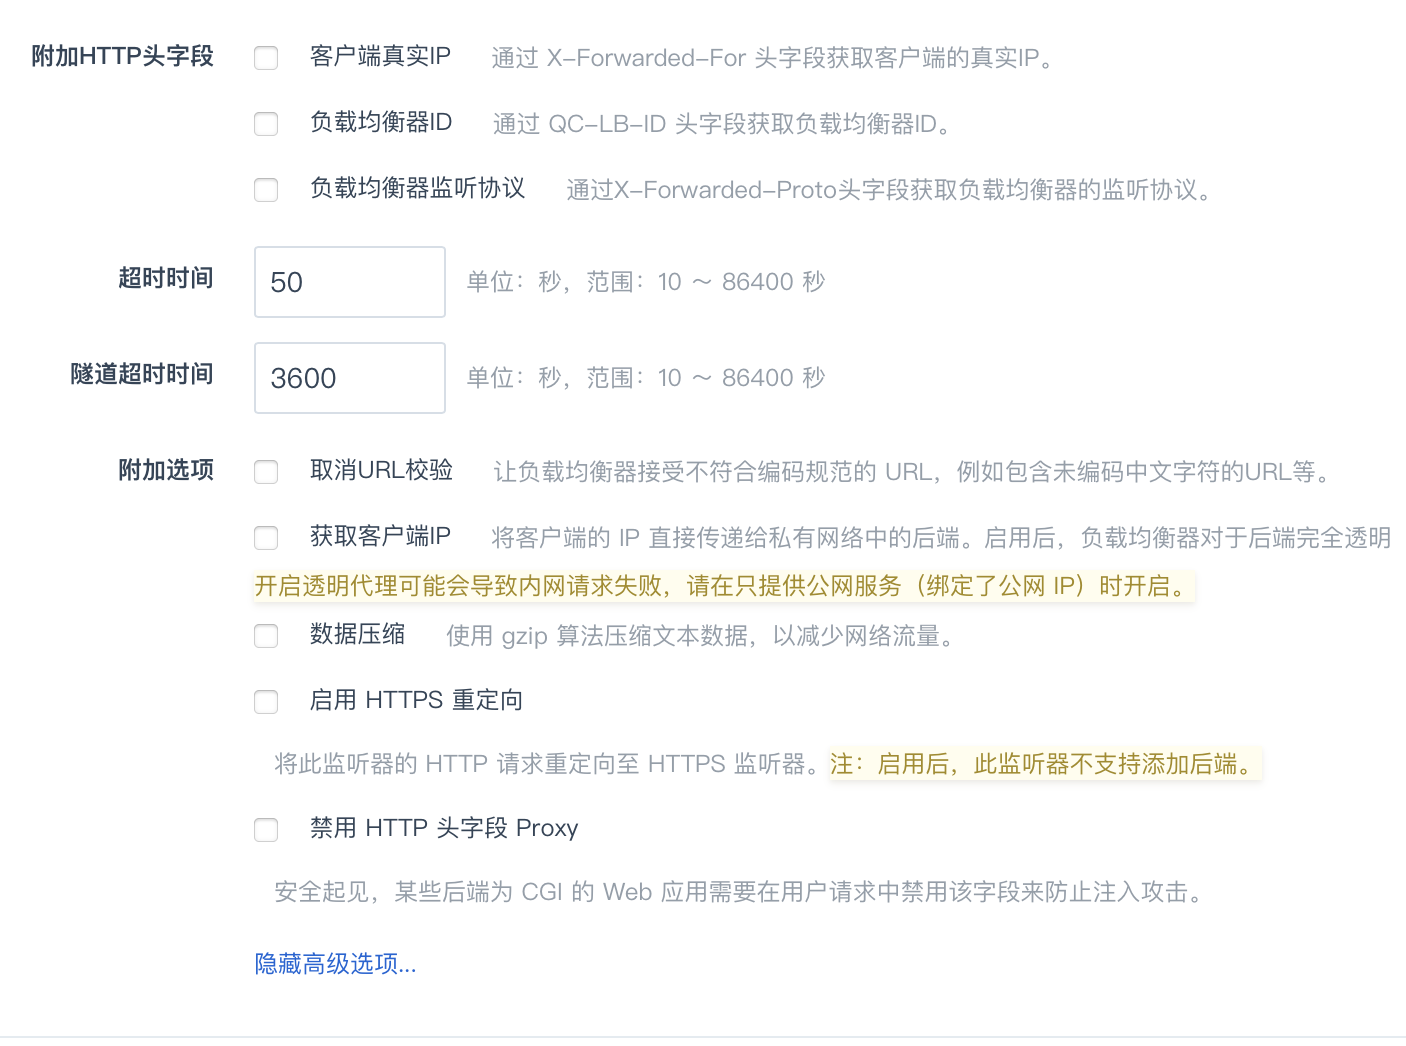 附加HTTP头字段 客户端真实IP 通过 X-Forwarded-For 头字段获取客户端的真实IP。
负载均衡器ID 通过 QC-LB-ID 头字段获取负载均衡器ID。
负载均衡器监听协议 通过X-Forwarded-Proto头字段获取负载均衡器的监听协议。
超时时间 50 单位：秒，范围：10 ～ 86400 秒
隧道超时时间 3600 单位：秒，范围：10 ～ 86400 秒
附加选项 取消URL校验 让负载均衡器接受不符合编码规范的 URL，例如包含未编码中文字符的URL等。
获取客户端IP 将客户端的 IP 直接传递给私有网络中的后端。启用后，负载均衡器对于后端完全透明
开启透明代理可能会导致内网请求失败，请在只提供公网服务（绑定了公网 IP）时开启。
数据压缩 使用 gzip 算法压缩文本数据，以减少网络流量。
启用 HTTPS 重定向
将此监听器的 HTTP 请求重定向至 HTTPS 监听器。注：启用后，此监听器不支持添加后端。
禁用 HTTP 头字段 Proxy
安全起见，某些后端为 CGI 的 Web 应用需要在用户请求中禁用该字段来防止注入攻击。
隐藏高级选项...